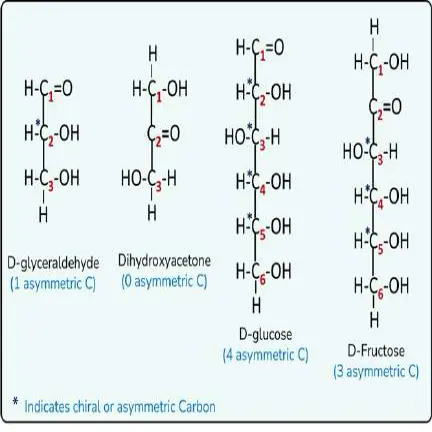 H-C1=O
H-*C2-OH
H-C3-OH
H
D-glyceraldehyde
(1 asymmetric C)
H
H-C1-OH
C2=O
HO-C3-H
H
Dihydroxyacetone
(0 asymmetric C)
H-C1=O
H-*C2-OH
HO-*C3-H
H-*C4-OH
H-*C5-OH
H-C6-OH
H
D-glucose
(4 asymmetric C)
H
H-C1-OH
C2=O
HO-*C3-H
H-*C4-OH
H-*C5-OH
H-C6-OH
H
D-Fructose
(3 asymmetric C)
* Indicates chiral or asymmetric Carbon